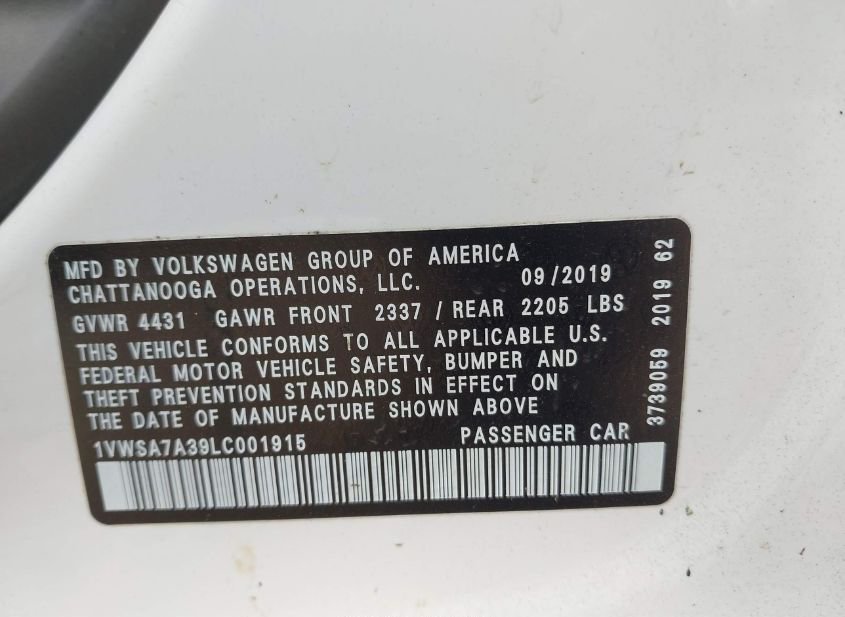 MFD BY VOLKSWAGEN GROUP OF AMERICA
CHATTANOOGA OPERATIONS, LLC. 09/2019
GVWR 4431 GAWR FRONT 2337 / REAR 2205 LBS
THIS VEHICLE CONFORMS TO ALL APPLICABLE U.S.
FEDERAL MOTOR VEHICLE SAFETY, BUMPER AND
THEFT PREVENTION STANDARDS IN EFFECT ON
THE DATE OF MANUFACTURE SHOWN ABOVE
1VWSA7A39LC001915 PASSENGER CAR
3739059 2019 62